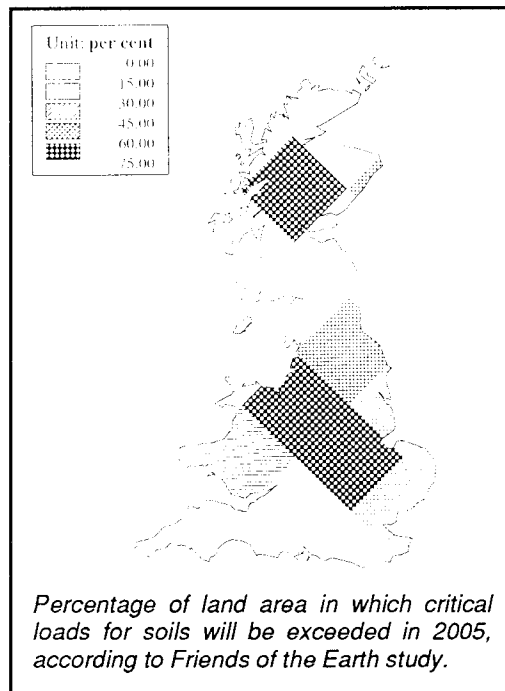 Unit: per cent
0.00
15.00
30.00
45.00
60.00
75.00
Percentage of land area in which critical
loads for soils will be exceeded in 2005,
according to Friends of the Earth study.